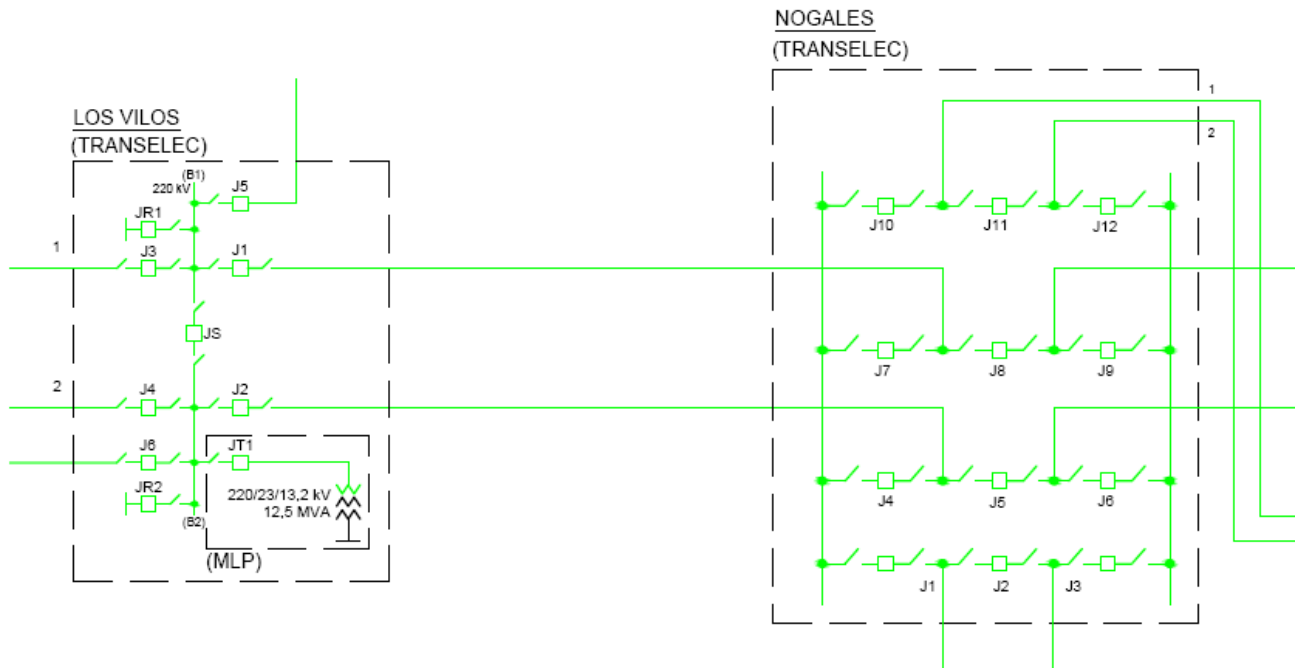 NOGALES
(TRANSELEC)
1
2
J10
J11
J12
J7
J8
J9
J4
J5
J6
J1
J2
J3
LOS VILOS
(TRANSELEC)
(B1)
220 kV
J5
JR1
1
J3
J1
JS
2
J4
J2
J6
JT1
JR2
(B2)
220/23/13,2 kV
12,5 MVA
(MLP)